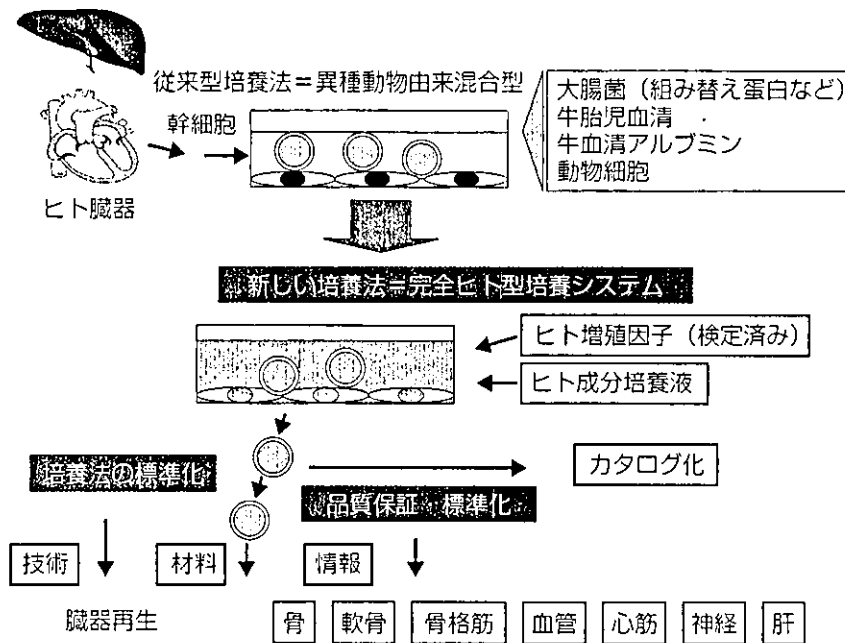 従来型培養法=異種動物由来混合型
幹細胞
ヒト臓器
大腸菌(組み替え蛋白など)
牛胎児血清
牛血清アルブミン
動物細胞
新しい培養法=完全ヒト型培養システム
ヒト増殖因子(検定済み)
ヒト成分培養液
培養法の標準化
カタログ化
品質保証・標準化
技術
材料
情報
臓器再生
骨 軟骨 骨格筋 血管 心筋 神経 肝